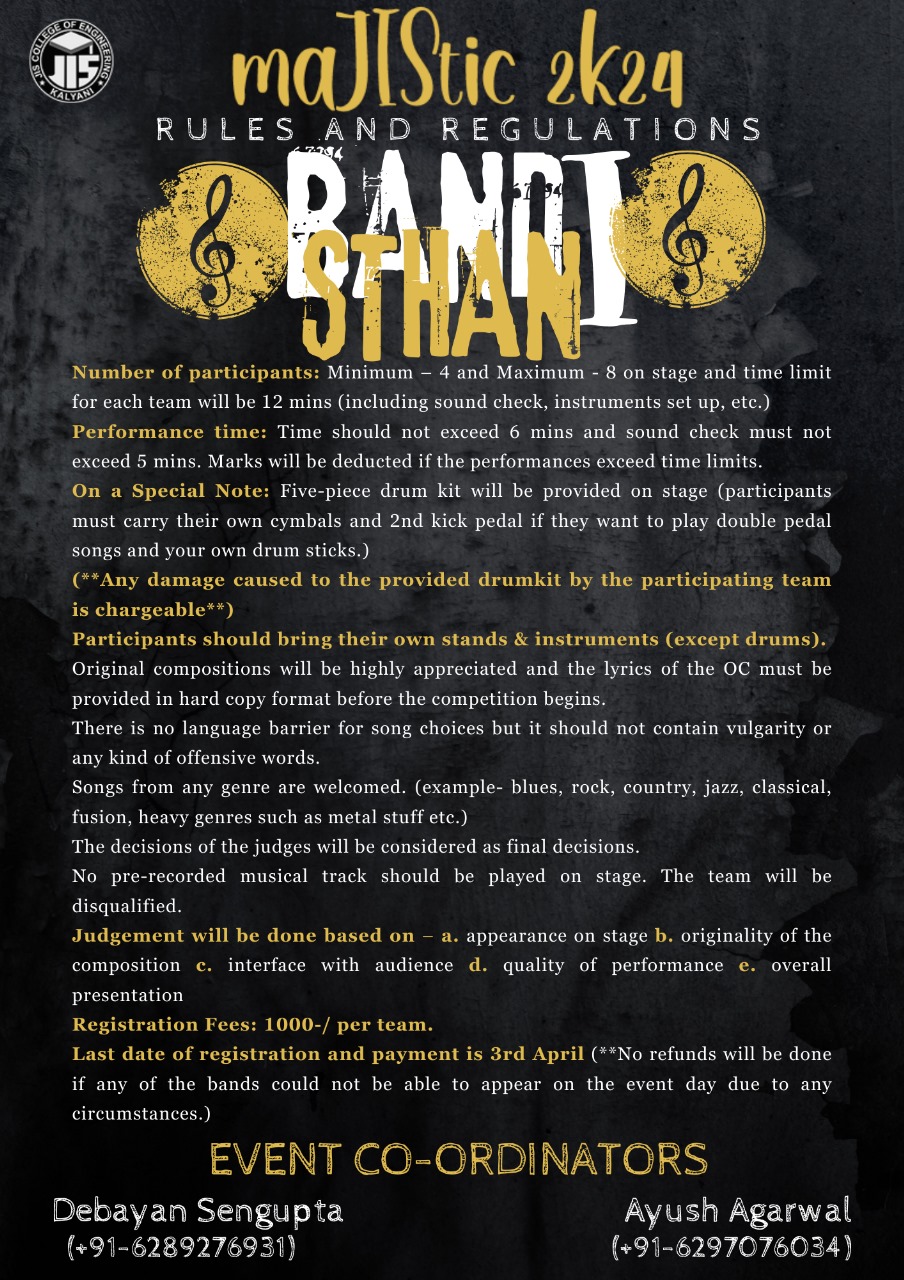 JIS COLLEGE OF ENGINEERING
JIS
KALYANI
maJIStic 2k24
RULES AND REGULATIONS
BANDI
STHAN
Number of participants: Minimum – 4 and Maximum - 8 on stage and time limit
for each team will be 12 mins (including sound check, instruments set up, etc.)
Performance time: Time should not exceed 6 mins and sound check must not
exceed 5 mins. Marks will be deducted if the performances exceed time limits.
On a Special Note: Five-piece drum kit will be provided on stage (participants
must carry their own cymbals and 2nd kick pedal if they want to play double pedal
songs and your own drum sticks.)
(**Any damage caused to the provided drumkit by the participating team
is chargeable**)
Participants should bring their own stands & instruments (except drums).
Original compositions will be highly appreciated and the lyrics of the OC must be
provided in hard copy format before the competition begins.
There is no language barrier for song choices but it should not contain vulgarity or
any kind of offensive words.
Songs from any genre are welcomed. (example- blues, rock, country, jazz, classical,
fusion, heavy genres such as metal stuff etc.)
The decisions of the judges will be considered as final decisions.
No pre-recorded musical track should be played on stage. The team will be
disqualified.
Judgement will be done based on – a. appearance on stage b. originality of the
composition c. interface with audience d. quality of performance e. overall
presentation
Registration Fees: 1000-/ per team.
Last date of registration and payment is 3rd April (**No refunds will be done
if any of the bands could not be able to appear on the event day due to any
circumstances.)
EVENT CO-ORDINATORS
Debayan Sengupta
(+91-6289276931)
Ayush Agarwal
(+91-6297076034)